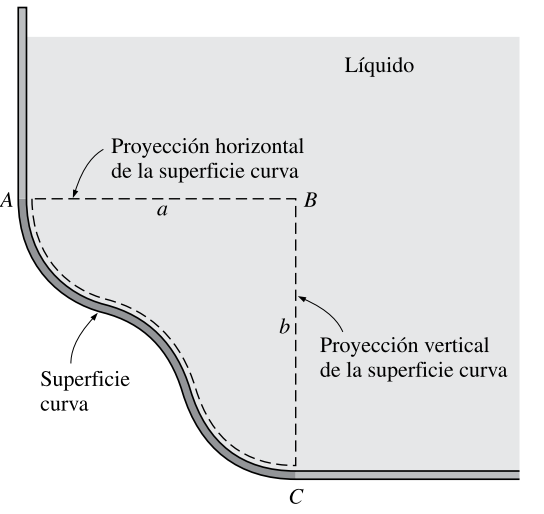 Líquido
Proyección horizontal
de la superficie curva
A
B
a
b
Proyección vertical
de la superficie curva
Superficie
curva
C